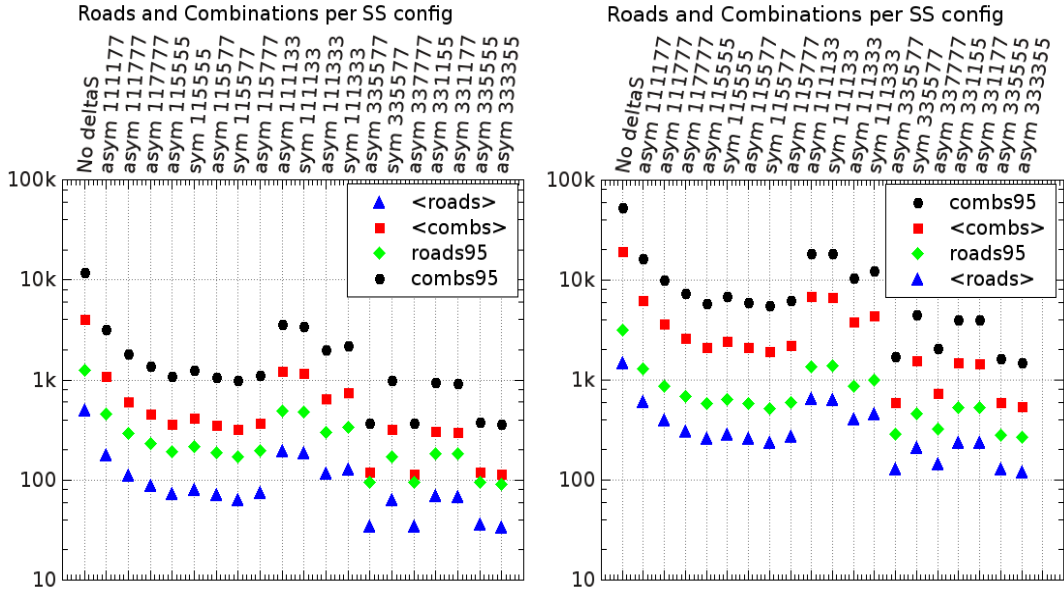 Roads and Combinations per SS config
No deltaS
asym 111177
asym 111777
asym 117777
asym 115555
sym 115555
asym 115577
sym 115577
asym 115777
asym 111133
sym 111133
asym 111333
sym 111333
asym 335577
sym 335577
asym 337777
asym 331155
asym 331177
asym 335555
asym 333355
100k
10k
1k
100
10
<roads>
<combs>
roads95
combs95
Roads and Combinations per SS config
No deltaS
asym 111177
asym 111777
asym 117777
asym 115555
sym 115555
asym 115577
sym 115577
asym 115777
asym 111133
sym 111133
asym 111333
sym 111333
asym 335577
sym 335577
asym 337777
asym 331155
asym 331177
asym 335555
asym 333355
100k
10k
1k
100
10
combs95
<combs>
roads95
<roads>